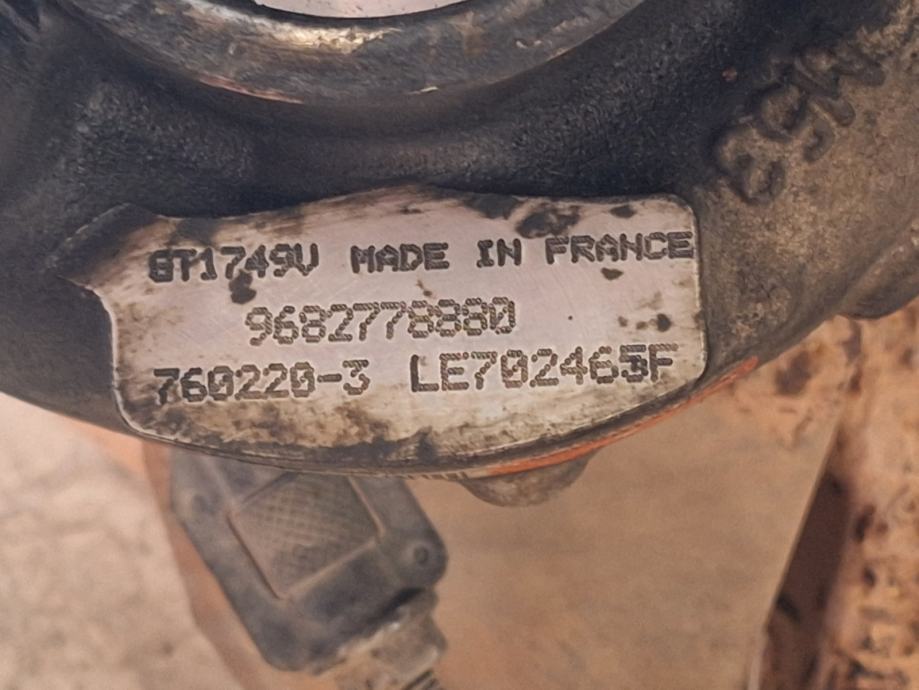 GT1749V MADE IN FRANCE
9682778880
760220-3 LE702465F